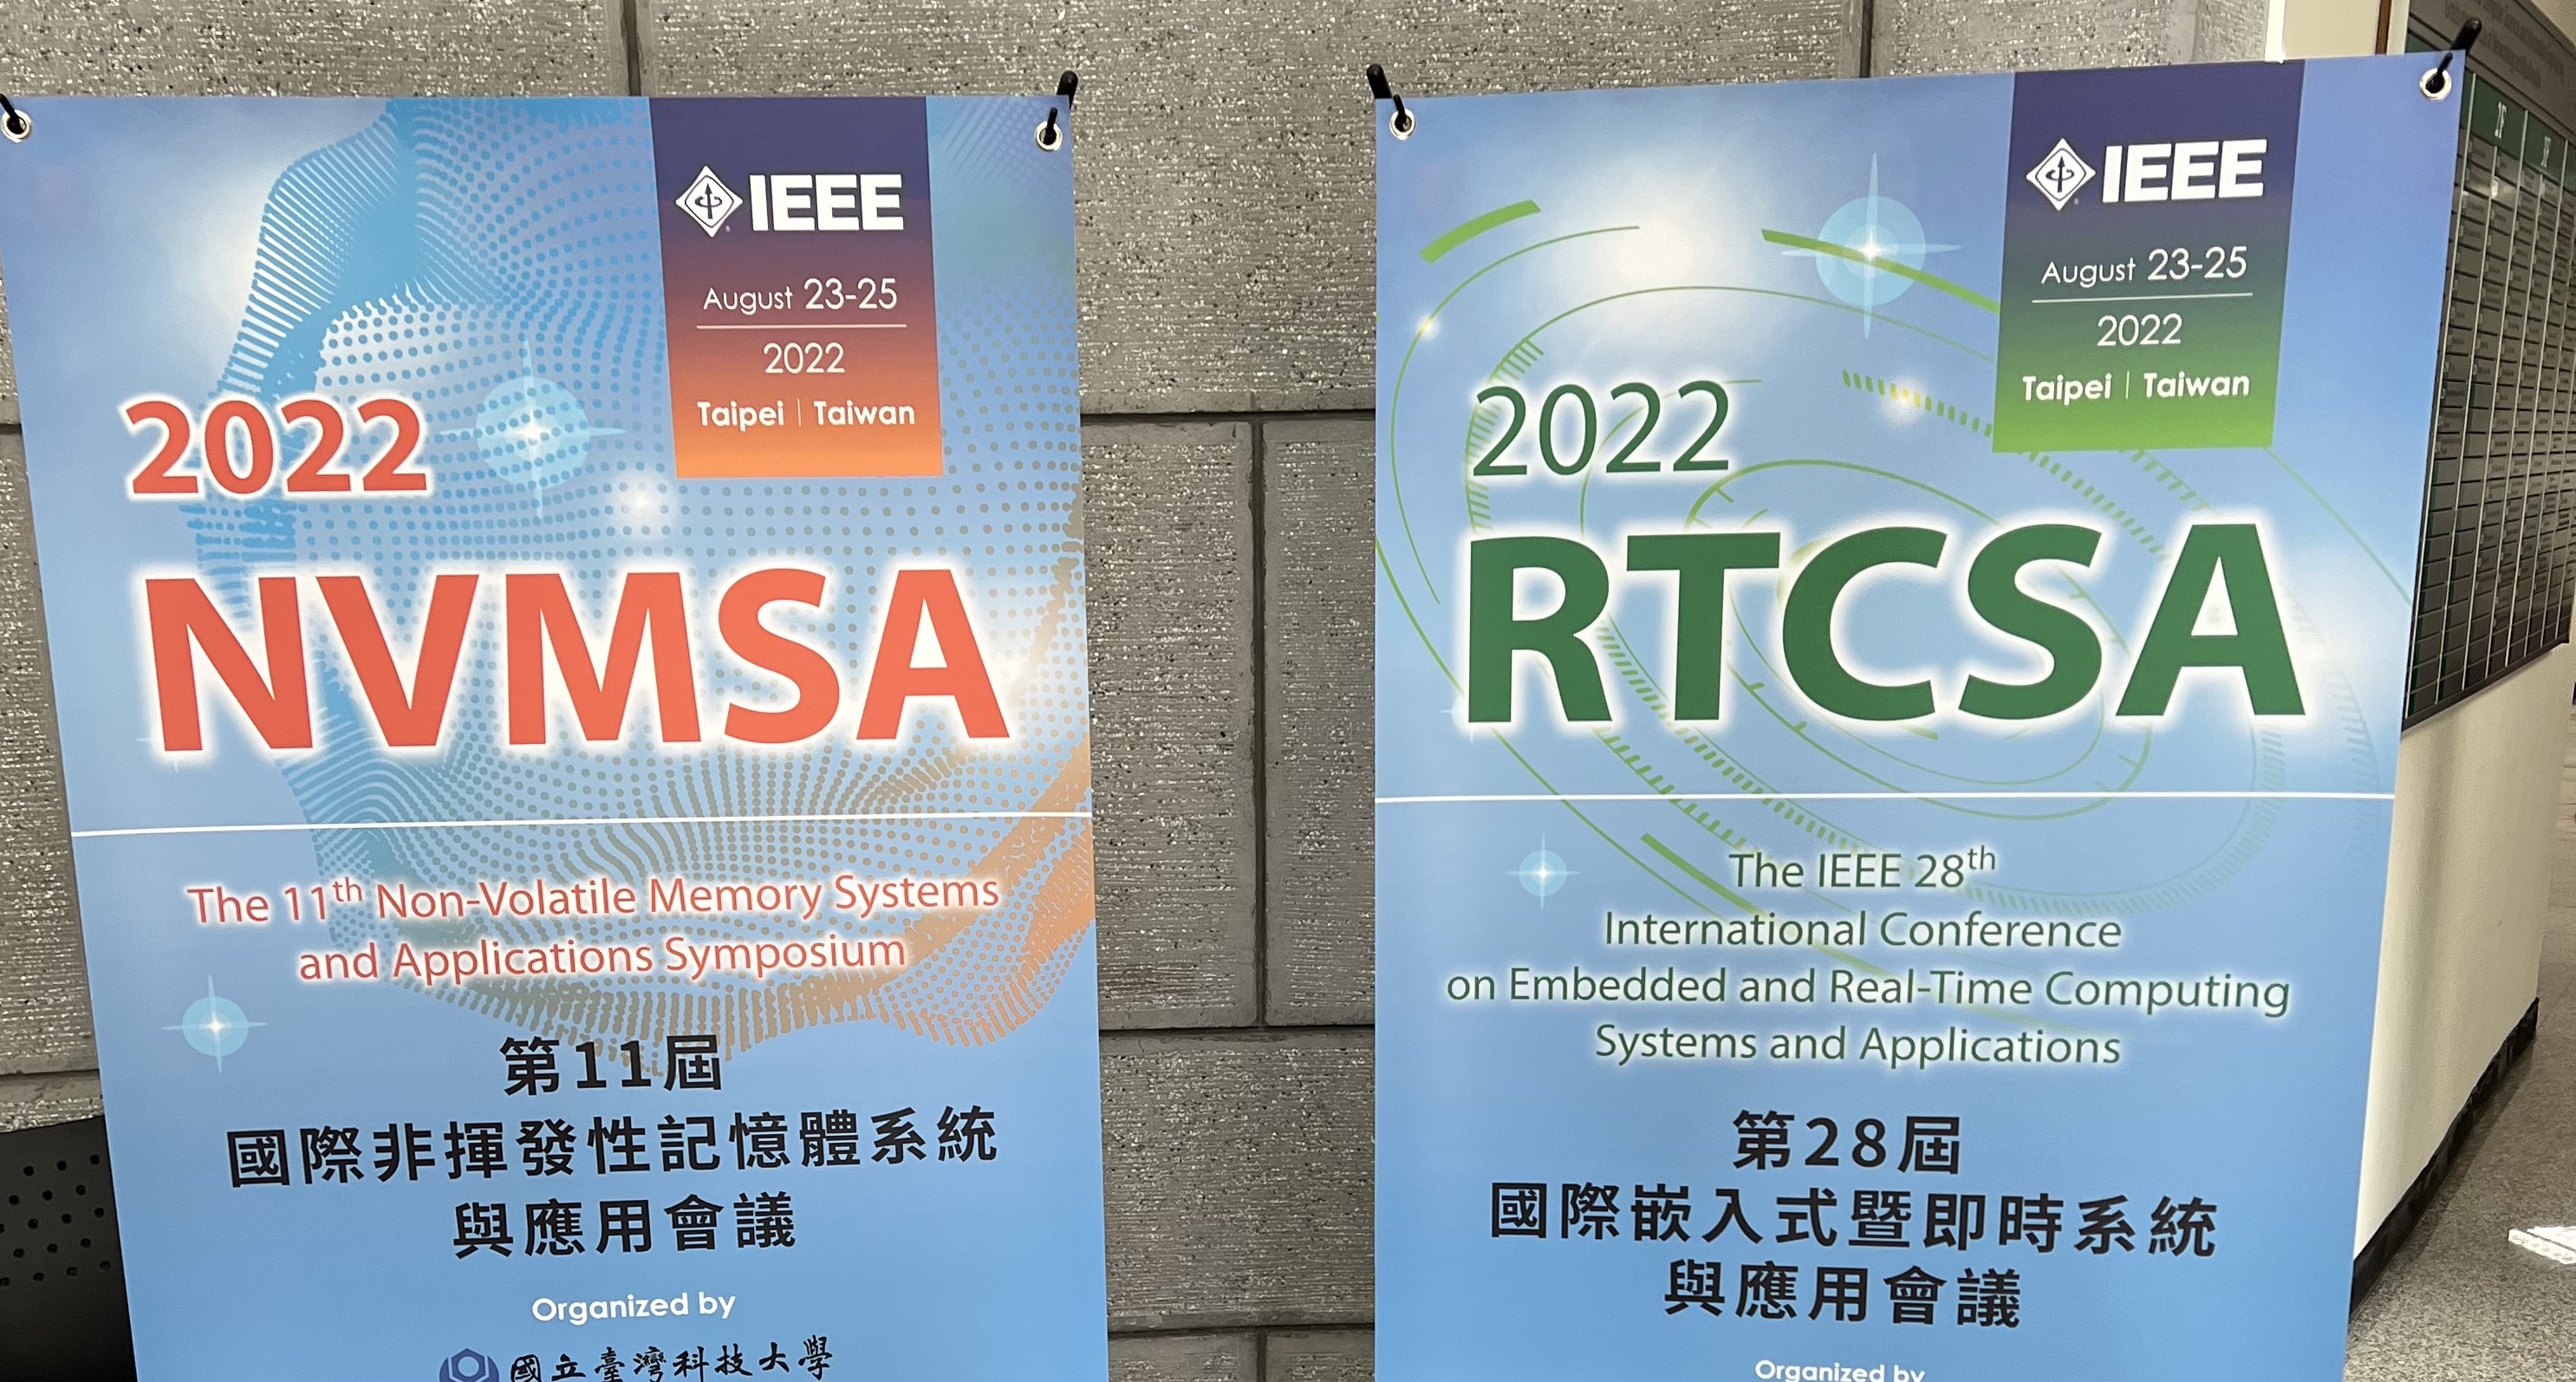 IEEE
August 23-25
2022
Taipei | Taiwan
2022
NVMSA
The 11th Non-Volatile Memory Systems
and Applications Symposium
第11屆
國際非揮發性記憶體系統
與應用會議
Organized by
國立臺灣科技大學
IEEE
August 23-25
2022
Taipei | Taiwan
2022
RTCSA
The IEEE 28th
International Conference
on Embedded and Real-Time Computing
Systems and Applications
第28屆
國際嵌入式暨即時系統
與應用會議
Organized by